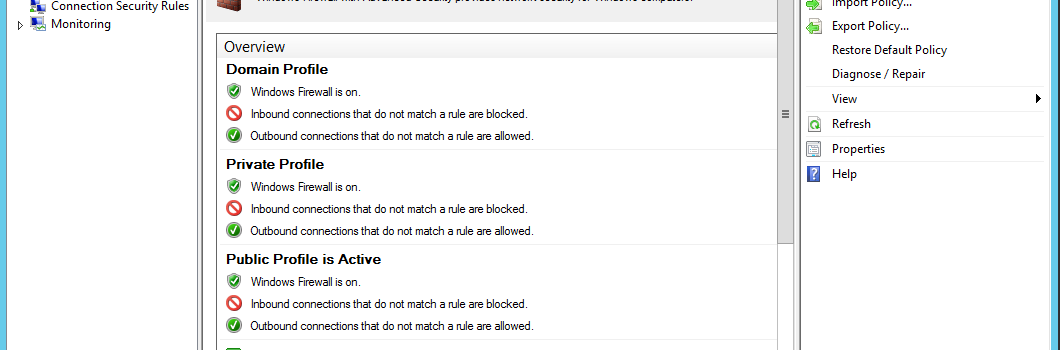 Connection Security Rules
Monitoring
Windows Firewall with Advanced Security provides network security for Windows computers.
Overview
Domain Profile
Windows Firewall is on.
Inbound connections that do not match a rule are blocked.
Outbound connections that do not match a rule are allowed.
Private Profile
Windows Firewall is on.
Inbound connections that do not match a rule are blocked.
Outbound connections that do not match a rule are allowed.
Public Profile is Active
Windows Firewall is on.
Inbound connections that do not match a rule are blocked.
Outbound connections that do not match a rule are allowed.
Import Policy...
Export Policy...
Restore Default Policy
Diagnose / Repair
View
Refresh
Properties
Help